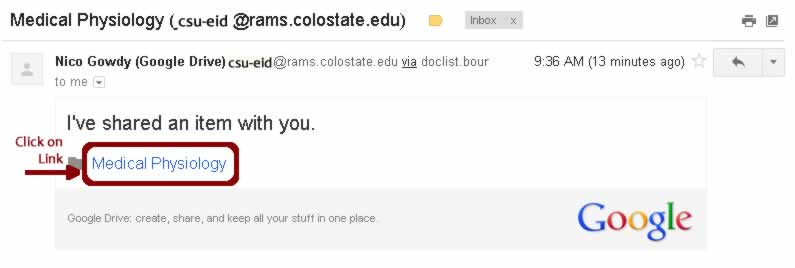 Medical Physiology ( csu-eid @rams.colostate.edu) Inbox x
Nico Gowdy (Google Drive) csu-eid@rams.colostate.edu via doclist.bour 9:36 AM (13 minutes ago)
to me
I've shared an item with you.
Click on
Link
Medical Physiology
Google Drive: create, share, and keep all your stuff in one place.
Google